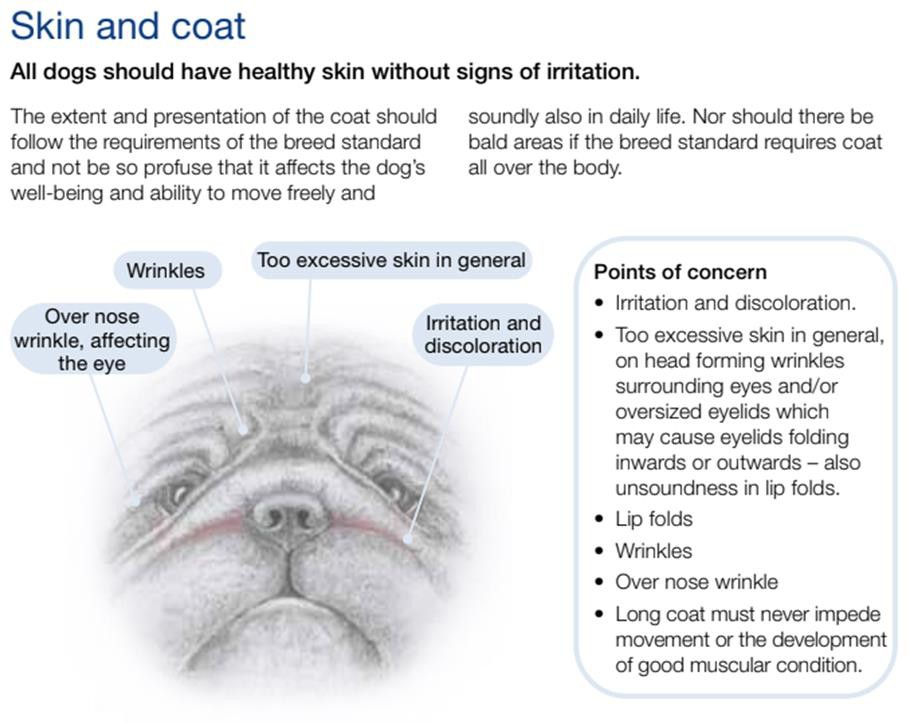 Skin and coat
All dogs should have healthy skin without signs of irritation.
The extent and presentation of the coat should
follow the requirements of the breed standard
and not be so profuse that it affects the dog’s
well-being and ability to move freely and
soundly also in daily life. Nor should there be
bald areas if the breed standard requires coat
all over the body.
Wrinkles
Too excessive skin in general
Over nose
wrinkle, affecting
the eye
Irritation and
discoloration
Points of concern
• Irritation and discoloration.
• Too excessive skin in general,
on head forming wrinkles
surrounding eyes and/or
oversized eyelids which
may cause eyelids folding
inwards or outwards – also
unsoundness in lip folds.
• Lip folds
• Wrinkles
• Over nose wrinkle
• Long coat must never impede
movement or the development
of good muscular condition.